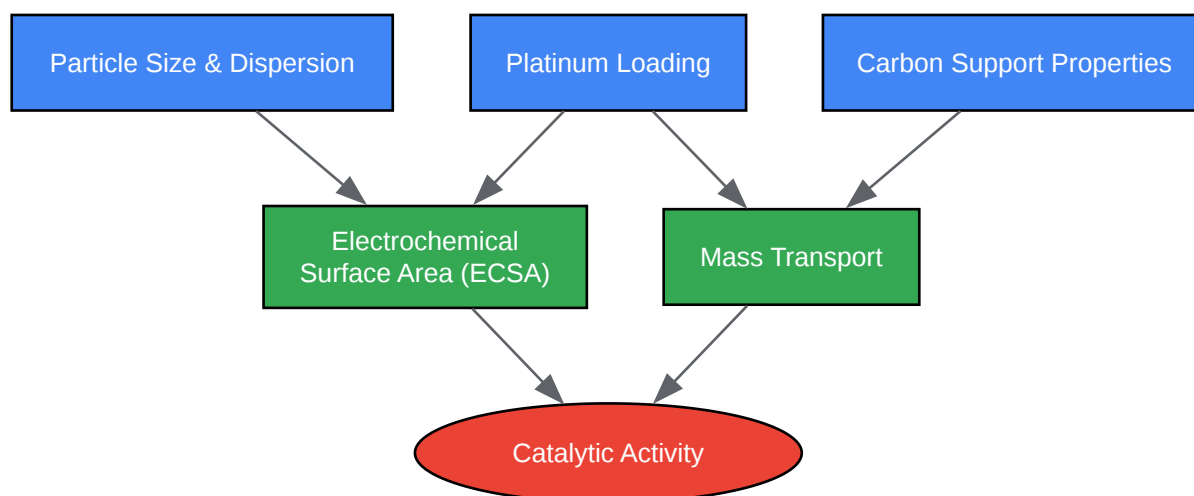 Particle Size & Dispersion
Platinum Loading
Carbon Support Properties
Electrochemical
Surface Area (ECSA)
Mass Transport
Catalytic Activity